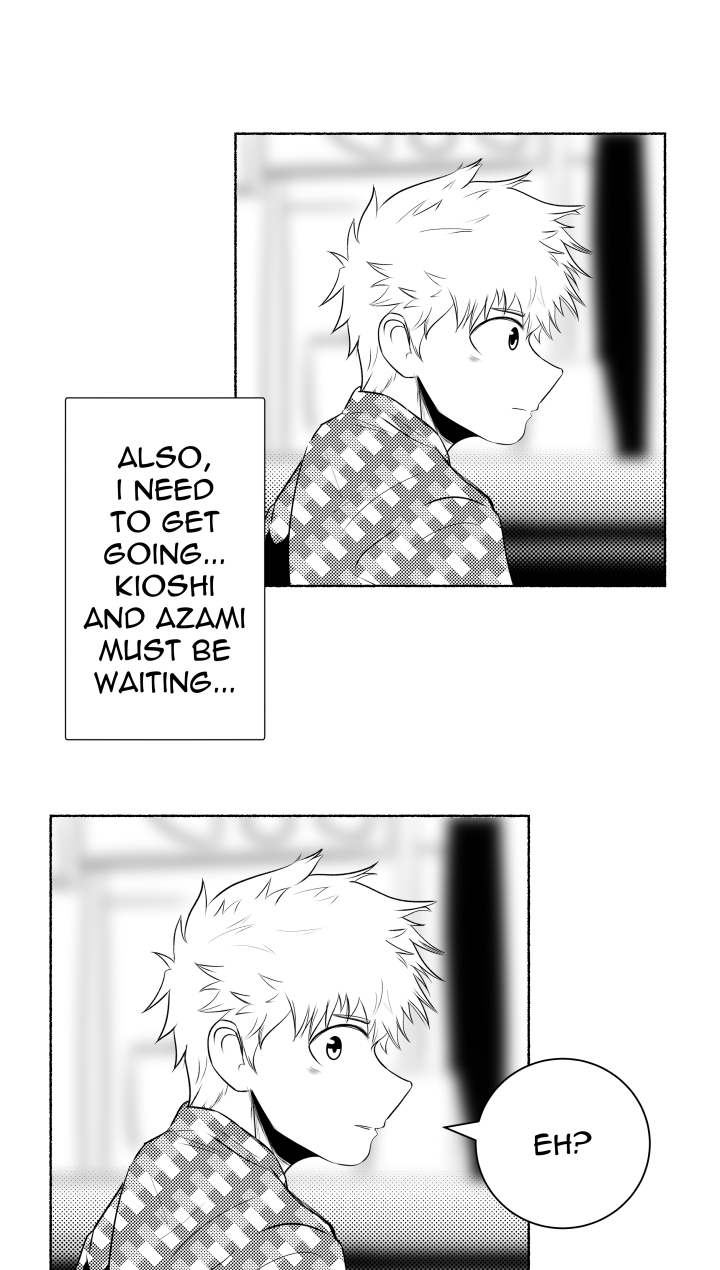 ALSO,
I NEED
TO GET
GOING...
KIOSHI
AND AZAMI
MUST BE
WAITING...
EH?